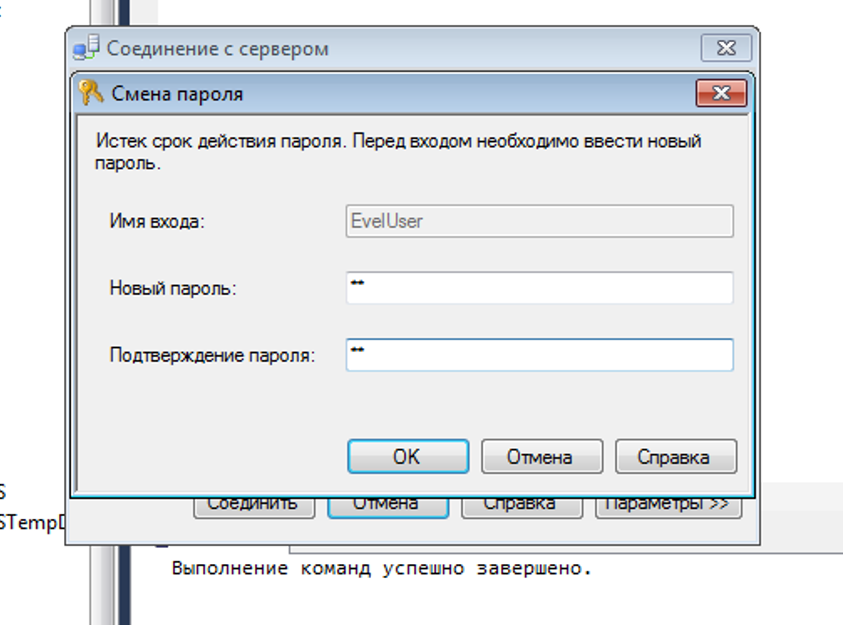 Соединение с сервером
Смена пароля
Истек срок действия пароля. Перед входом необходимо ввести новый
пароль.
Имя входа: EvelUser
Новый пароль: **
Подтверждение пароля: **
OK Отмена Справка
S
Соединить Отмена Справка Параметры >>
STempD
Выполнение команд успешно завершено.